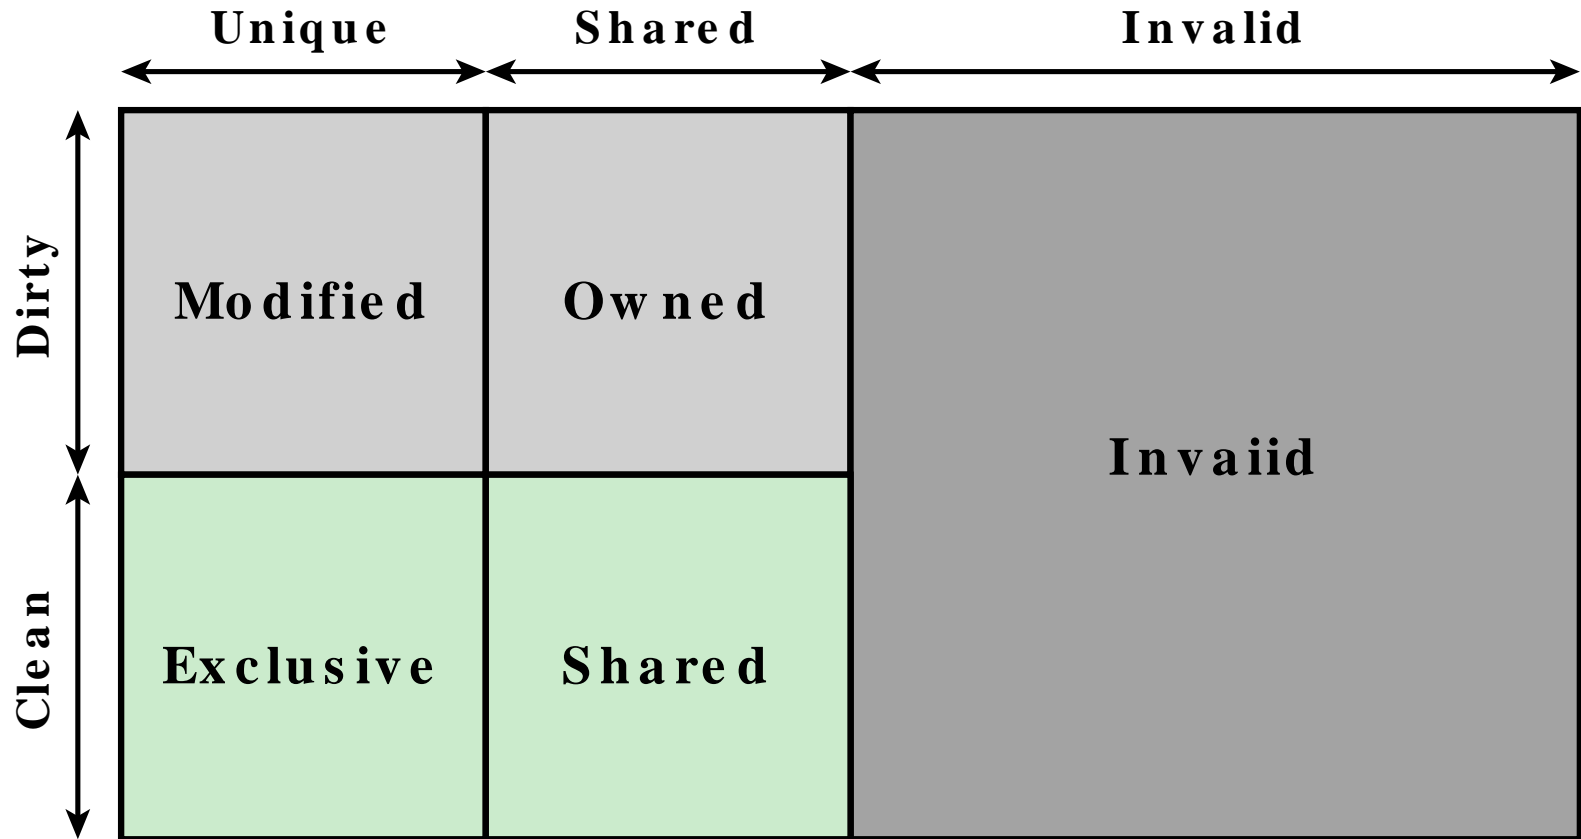 Unique
Shared
Invalid
Dirty
Modified
Owned
Invaiid
Clean
Exclusive
Shared